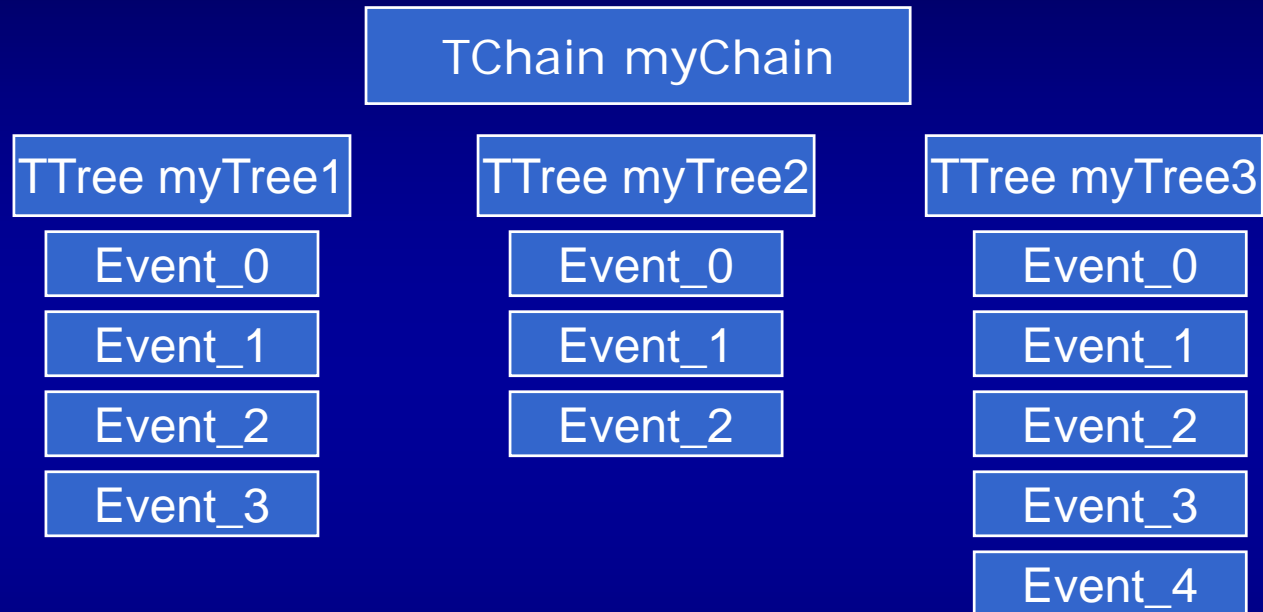 TChain myChain
TTree myTree1
Event_0
Event_1
Event_2
Event_3
TTree myTree2
Event_0
Event_1
Event_2
TTree myTree3
Event_0
Event_1
Event_2
Event_3
Event_4